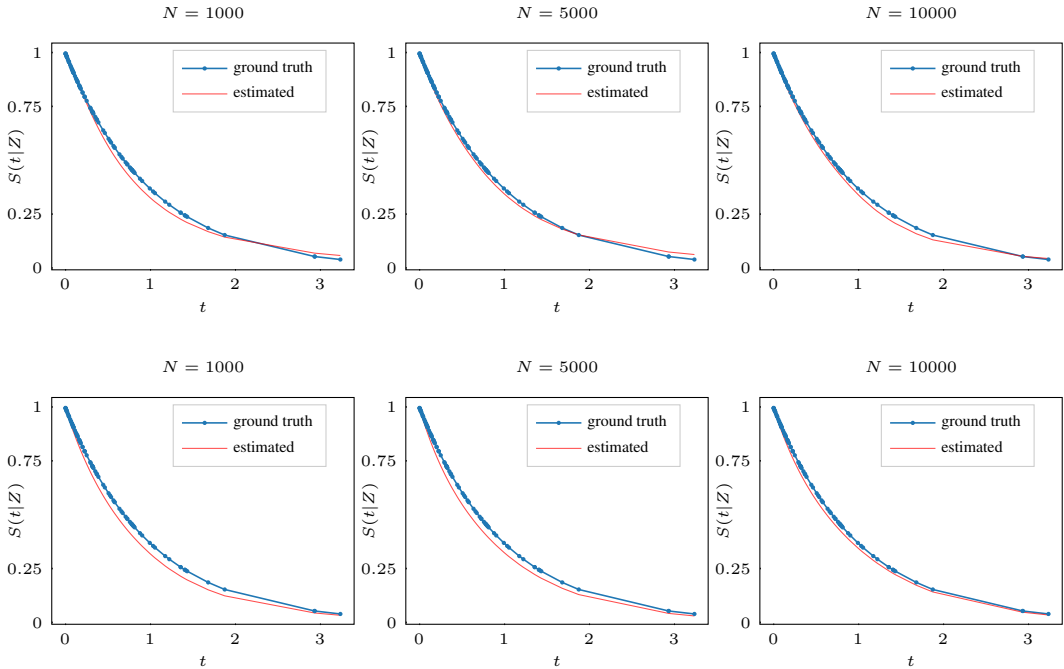 N = 1000
N = 5000
N = 10000
1
0.75
0.25
0
S(t|Z)
ground truth
estimated
0
1
2
3
t
1
0.75
0.25
0
S(t|Z)
ground truth
estimated
0
1
2
3
t
1
0.75
0.25
0
S(t|Z)
ground truth
estimated
0
1
2
3
t
N = 1000
N = 5000
N = 10000
1
0.75
0.25
0
S(t|Z)
ground truth
estimated
0
1
2
3
t
1
0.75
0.25
0
S(t|Z)
ground truth
estimated
0
1
2
3
t
1
0.75
0.25
0
S(t|Z)
ground truth
estimated
0
1
2
3
t